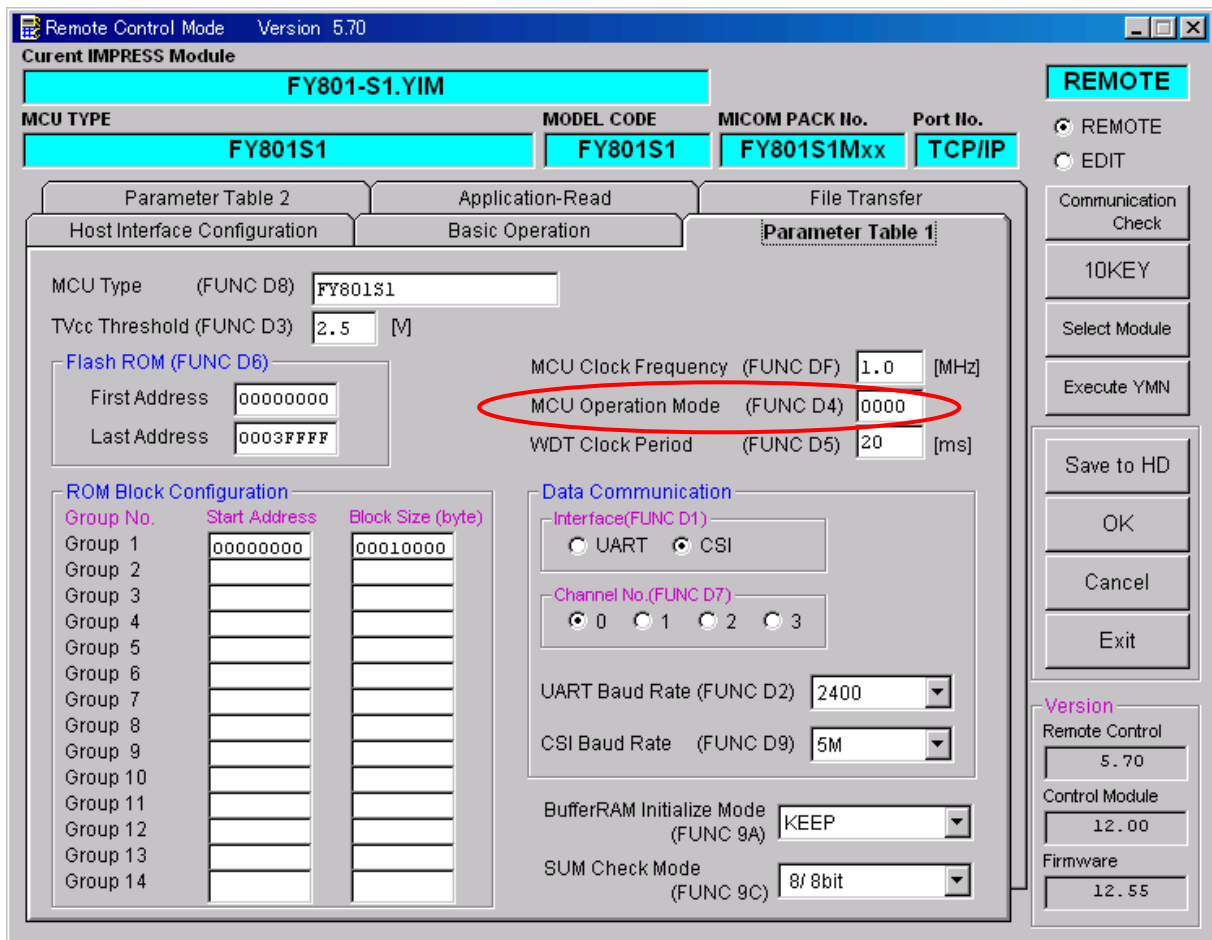 Remote Control Mode Version 5.70
Curent IMPRESS Module
FY801-S1.YIM
REMOTE
MCU TYPE MODEL CODE MICOM PACK No. Port No.
FY801S1 FY801S1 FY801S1Mxx TCP/IP
REMOTE
EDIT
Parameter Table 2 Application-Read File Transfer
Host Interface Configuration Basic Operation Parameter Table 1
MCU Type (FUNC D8) FY801S1
TVcc Threshold (FUNC D3) 2.5 [V]
Flash ROM (FUNC D6)
First Address 00000000
Last Address 0003FFFF
MCU Clock Frequency (FUNC DF) 1.0 [MHz]
MCU Operation Mode (FUNC D4) 0000
WDT Clock Period (FUNC D5) 20 [ms]
ROM Block Configuration
Group No. Start Address Block Size (byte)
Group 1 00000000 00010000
Group 2
Group 3
Group 4
Group 5
Group 6
Group 7
Group 8
Group 9
Group 10
Group 11
Group 12
Group 13
Group 14
Data Communication
Interface(FUNC D1)
UART CSI
Channel No.(FUNC D7)
0 1 2 3
UART Baud Rate (FUNC D2) 2400
CSI Baud Rate (FUNC D9) 5M
BufferRAM Initialize Mode
(FUNC 9A) KEEP
SUM Check Mode
(FUNC 9C) 8/ 8bit
Communication
Check
10KEY
Select Module
Execute YMN
Save to HD
OK
Cancel
Exit
Version
Remote Control
5.70
Control Module
12.00
Firmware
12.55